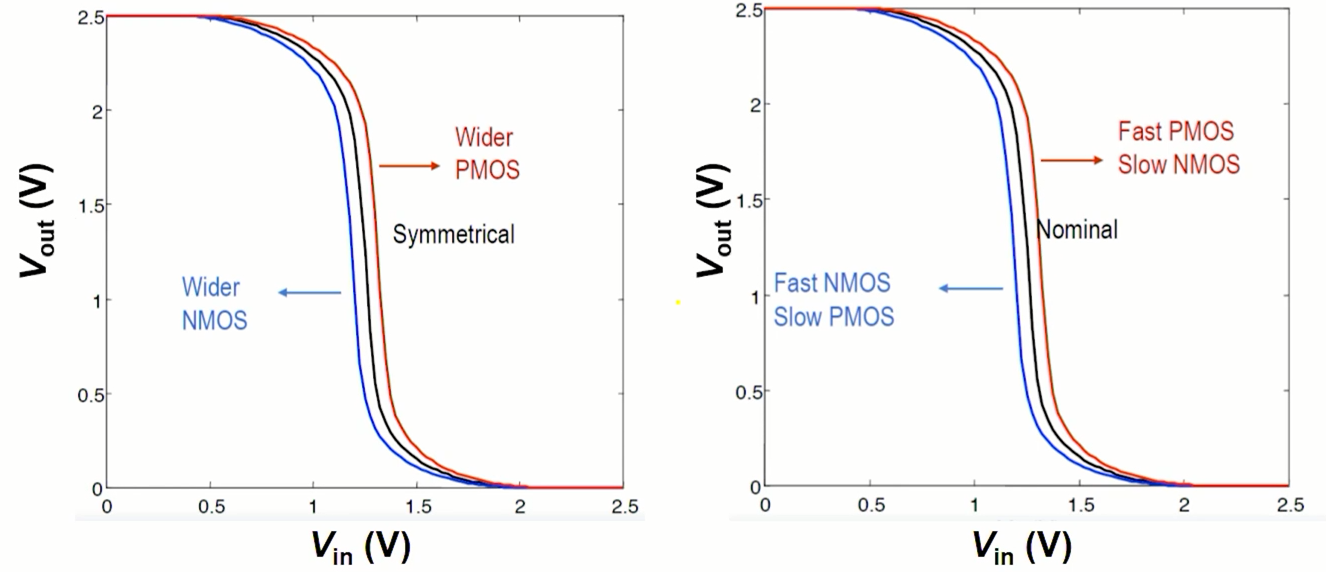 2.5
2
1.5
1
0.5
0
0
0.5
1
1.5
2
2.5
Vout (V)
Vin (V)
Wider
PMOS
Symmetrical
Wider
NMOS
2.5
2
1.5
1
0.5
0
0
0.5
1
1.5
2
2.5
Vout (V)
Vin (V)
Fast PMOS
Slow NMOS
Nominal
Fast NMOS
Slow PMOS